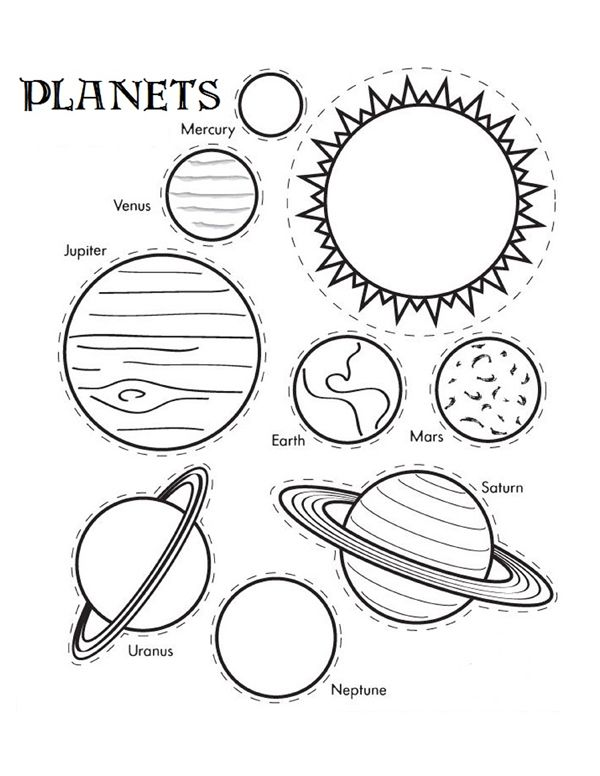 PLANETS
Mercury
Venus
Jupiter
Earth
Mars
Saturn
Uranus
Neptune